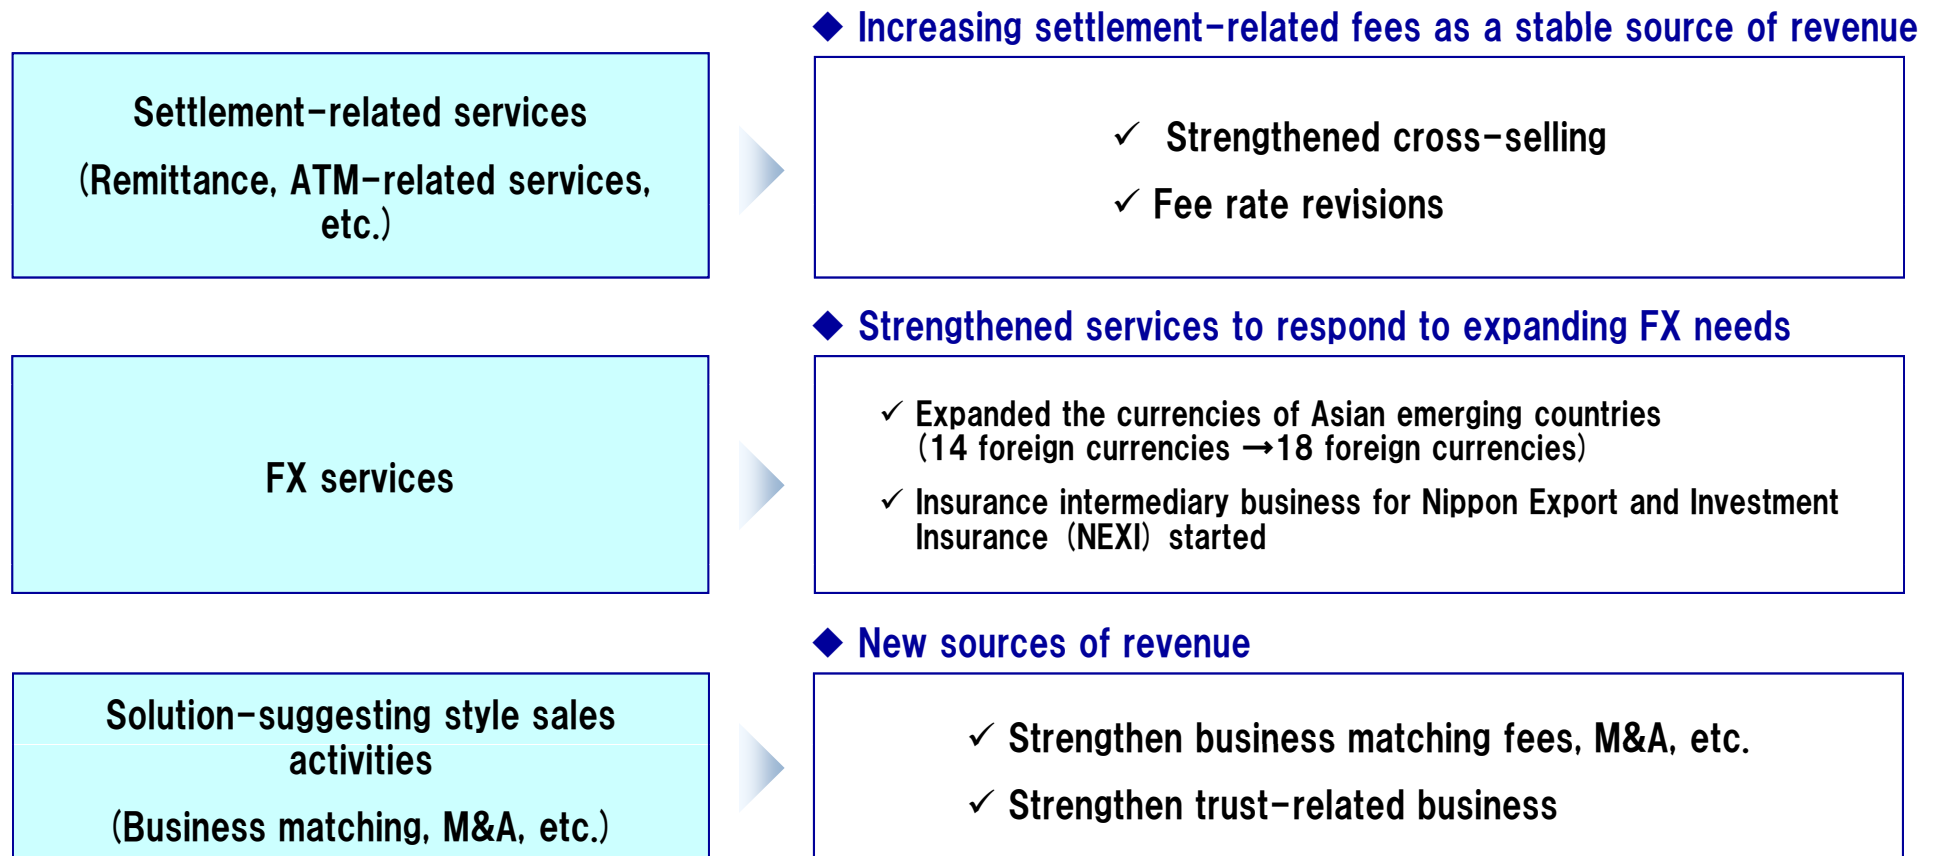 ◆ Increasing settlement-related fees as a stable source of revenue
Settlement-related services
(Remittance, ATM-related services,
etc.)
✓ Strengthened cross-selling
✓ Fee rate revisions
◆ Strengthened services to respond to expanding FX needs
FX services
✓ Expanded the currencies of Asian emerging countries
(14 foreign currencies →18 foreign currencies)
✓ Insurance intermediary business for Nippon Export and Investment
Insurance (NEXI) started
◆ New sources of revenue
Solution-suggesting style sales
activities
(Business matching, M&A, etc.)
✓ Strengthen business matching fees, M&A, etc.
✓ Strengthen trust-related business